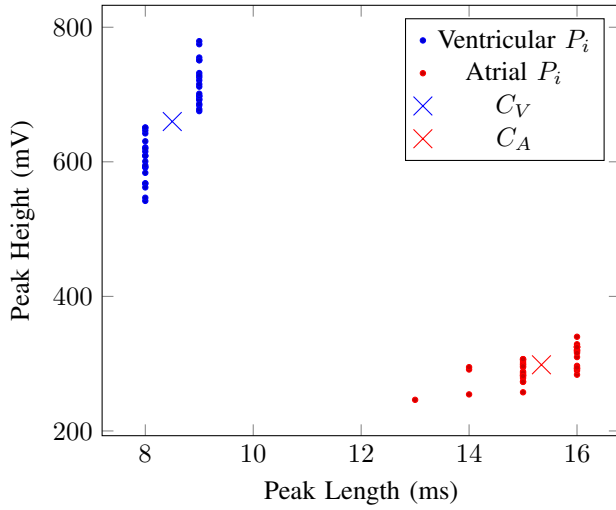 800
600
400
200
8
10
12
14
16
Peak Height (mV)
Peak Length (ms)
Ventricular $P_i$
Atrial $P_i$
$C_V$
$C_A$